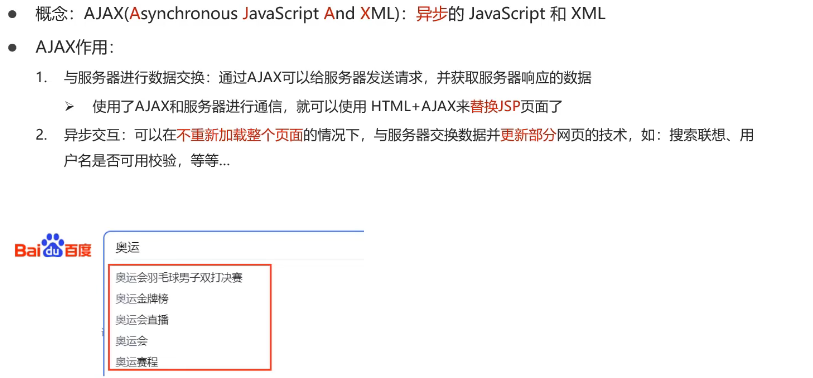 ● 概念：AJAX(Asynchronous JavaScript And XML)：异步的 JavaScript 和 XML
● AJAX作用：
1. 与服务器进行数据交换：通过AJAX可以给服务器发送请求，并获取服务器响应的数据
➢ 使用了AJAX和服务器进行通信，就可以使用 HTML+AJAX来替换JSP页面了
2. 异步交互：可以在不重新加载整个页面的情况下，与服务器交换数据并更新部分网页的技术，如：搜索联想、用
户名是否可用校验，等等...
Bai du 百度
奥运
奥运会羽毛球男子双打决赛
奥运金牌榜
奥运会直播
奥运会
奥运赛程